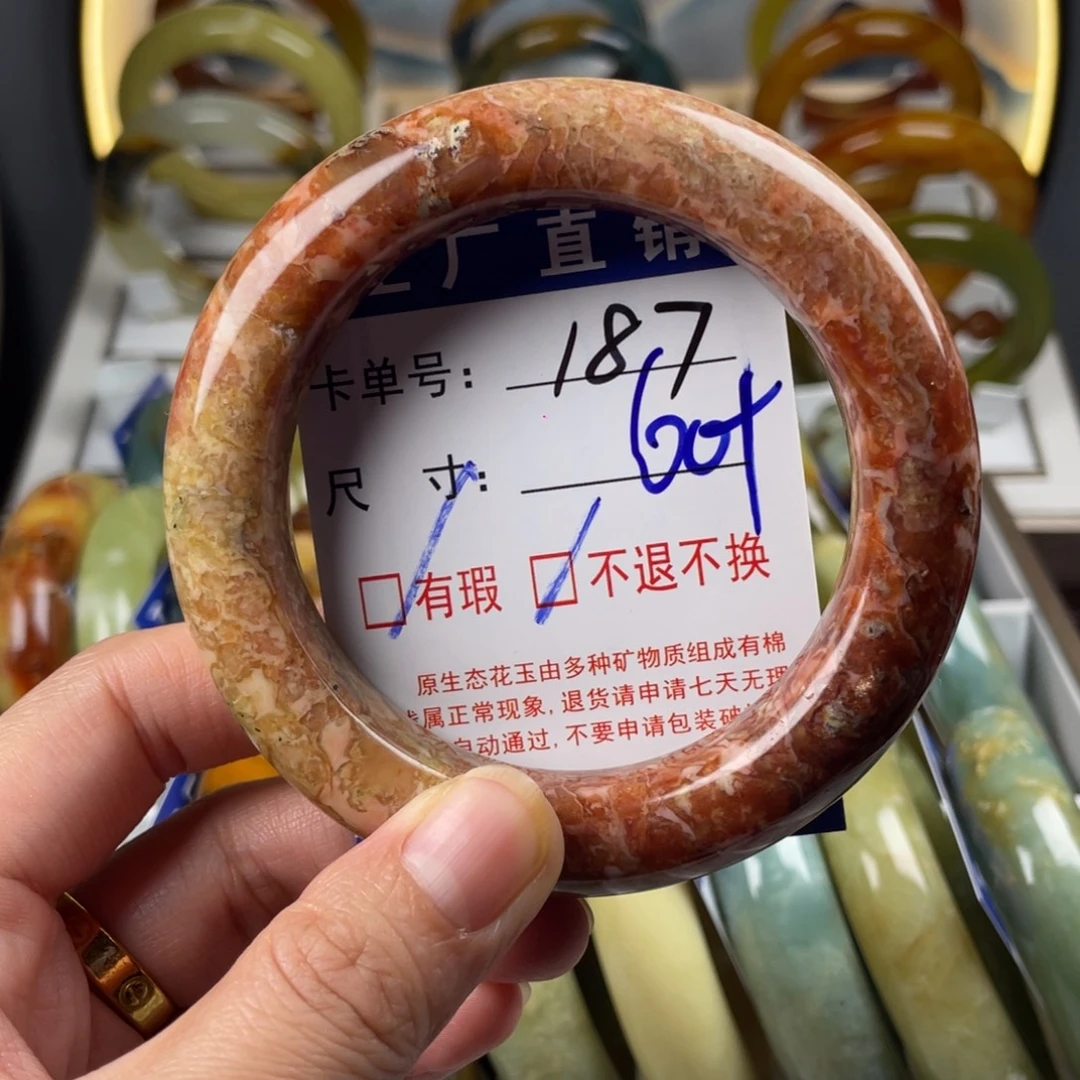 厂直销
卡单号: 187
尺 寸: 60+
有瑕 不退不换
原生态花玉由多种矿物质组成有棉
属正常现象, 退货请申请七天无理
自动通过, 不要申请包装破